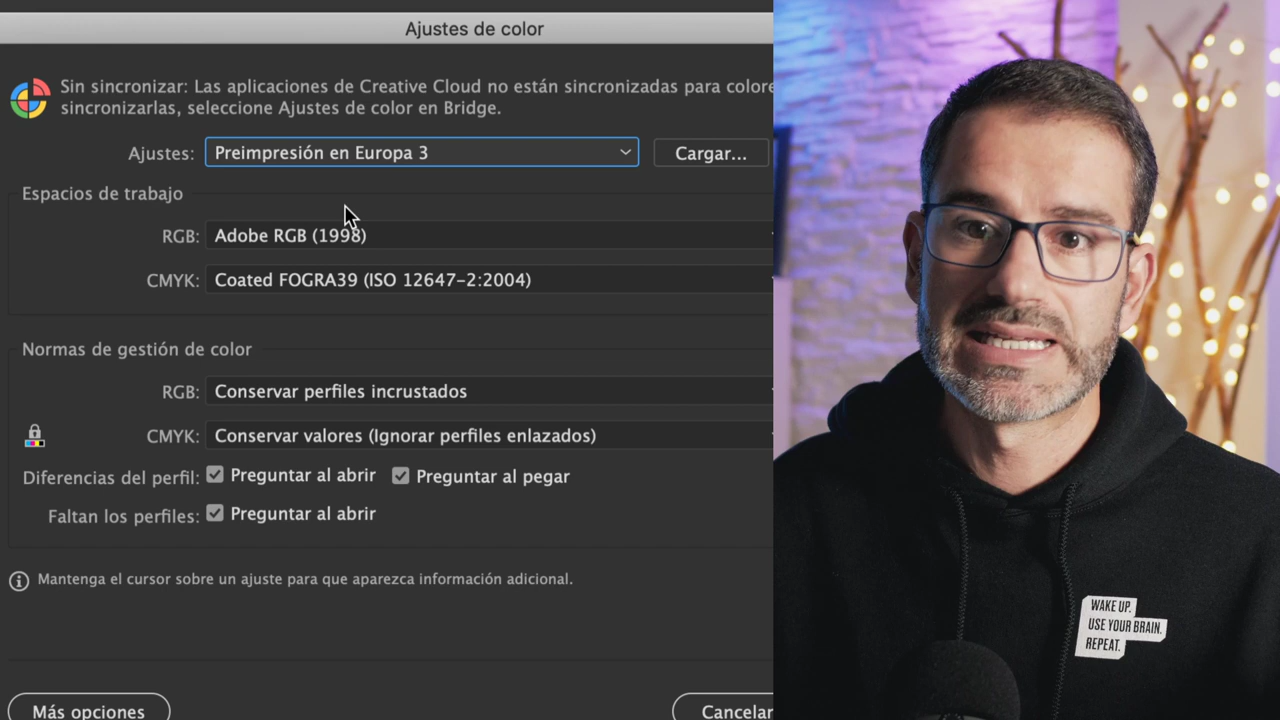 Ajustes de color
Sin sincronizar: Las aplicaciones de Creative Cloud no están sincronizadas para colore
sincronizarlas, seleccione Ajustes de color en Bridge.
Ajustes: Preimpresión en Europa 3 Cargar...
Espacios de trabajo
RGB: Adobe RGB (1998)
CMYK: Coated FOGRA39 (ISO 12647-2:2004)
Normas de gestión de color
RGB: Conservar perfiles incrustados
CMYK: Conservar valores (Ignorar perfiles enlazados)
Diferencias del perfil: Preguntar al abrir Preguntar al pegar
Faltan los perfiles: Preguntar al abrir
Mantenga el cursor sobre un ajuste para que aparezca información adicional.
Más opciones Cancelar
WAKE UP.
USE YOUR BRAIN.
REPEAT.